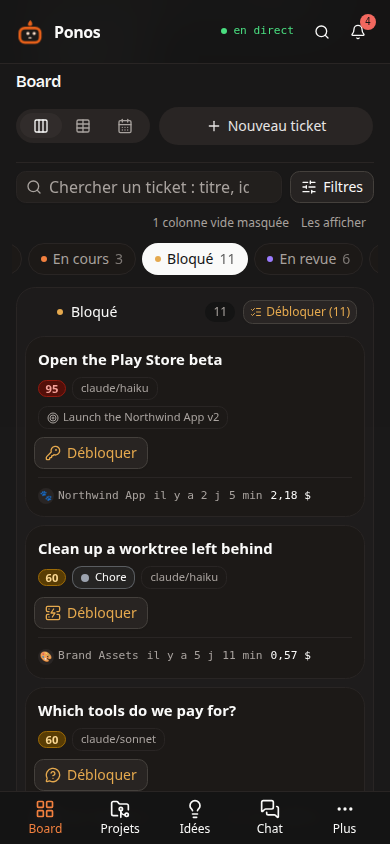 Ponos
en direct
4
Board
+ Nouveau ticket
Chercher un ticket : titre, id
Filtres
1 colonne vide masquée Les afficher
En cours 3
Bloqué 11
En revue 6
Bloqué 11
Débloquer (11)
Open the Play Store beta
95 claude/haiku
Launch the Northwind App v2
Débloquer
Northwind App il y a 2 j 5 min 2,18 $
Clean up a worktree left behind
60 Chore claude/haiku
Débloquer
Brand Assets il y a 5 j 11 min 0,57 $
Which tools do we pay for?
60 claude/sonnet
Débloquer
Board Projets Idées Chat Plus